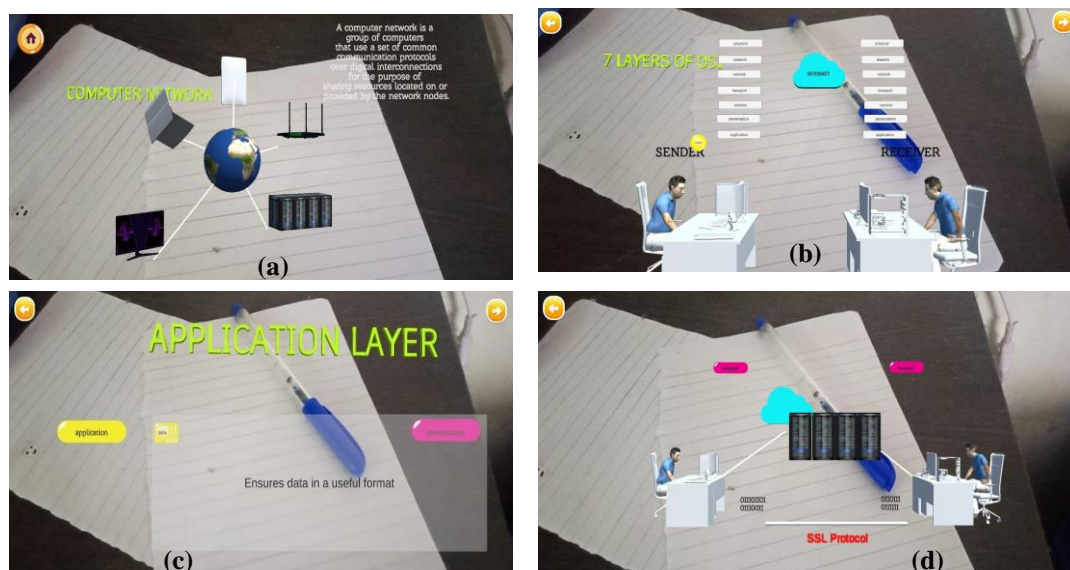 COMPUTER NETWORK
A computer network is a
group of computers
that use a set of common
communication protocols
over digital interconnections
for the purpose of
sharing resources located on or
provided by the network nodes.
(a)
7 LAYERS OF OSI
physical
physical
network
network
transport
transport
session
session
presentation
presentation
application
application
INTERNET
SENDER
RECEIVER
(b)
APPLICATION LAYER
application
DATA
presentation
Ensures data in a useful format
(c)
SSL Protocol
(d)